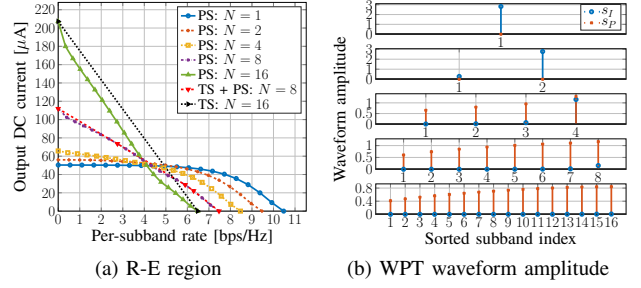 Output DC current [μA]
220
200
180
160
140
120
100
80
60
40
20
0
0 1 2 3 4 5 6 7 8 9 10 11
Per-subband rate [bps/Hz]
PS: N = 1
PS: N = 2
PS: N = 4
PS: N = 8
PS: N = 16
TS + PS: N = 8
TS: N = 16
(a) R-E region
Waveform amplitude
s_I
s_P
3
2
1
0
1
3
2
1
0
1 2
1
0.5
0
1 2 3 4
1
0.5
0
1 2 3 4 5 6 7 8
0.8
0.4
0
1 2 3 4 5 6 7 8 9 10 11 12 13 14 15 16
Sorted subband index
(b) WPT waveform amplitude